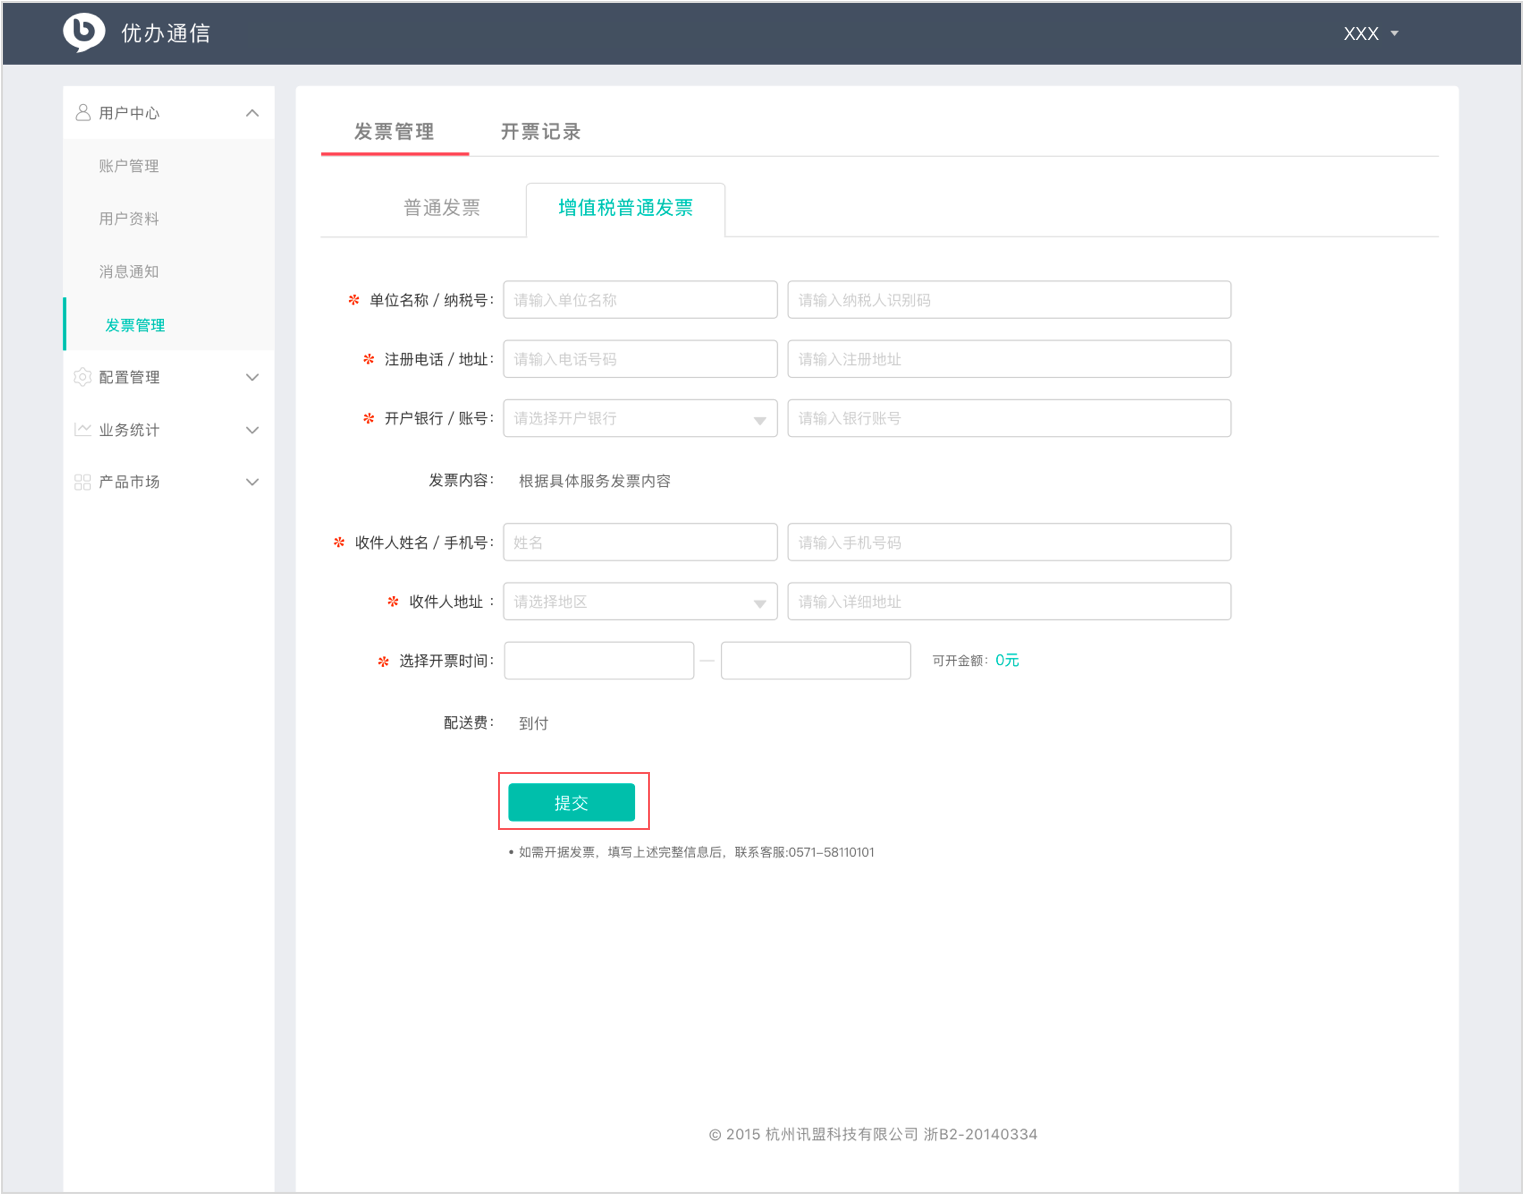 优办通信
XXX
用户中心
账户管理
用户资料
消息通知
发票管理
配置管理
业务统计
产品市场
发票管理 开票记录
普通发票 增值税普通发票
* 单位名称 / 纳税号: 请输入单位名称 请输入纳税人识别码
* 注册电话 / 地址: 请输入电话号码 请输入注册地址
* 开户银行 / 账号: 请选择开户银行 请输入银行账号
发票内容: 根据具体服务发票内容
* 收件人姓名 / 手机号: 姓名 请输入手机号码
* 收件人地址 : 请选择地区 请输入详细地址
* 选择开票时间: — 可开金额: 0元
配送费: 到付
提交
• 如需开据发票，填写上述完整信息后，联系客服:0571-58110101
© 2015 杭州讯盟科技有限公司 浙B2-20140334